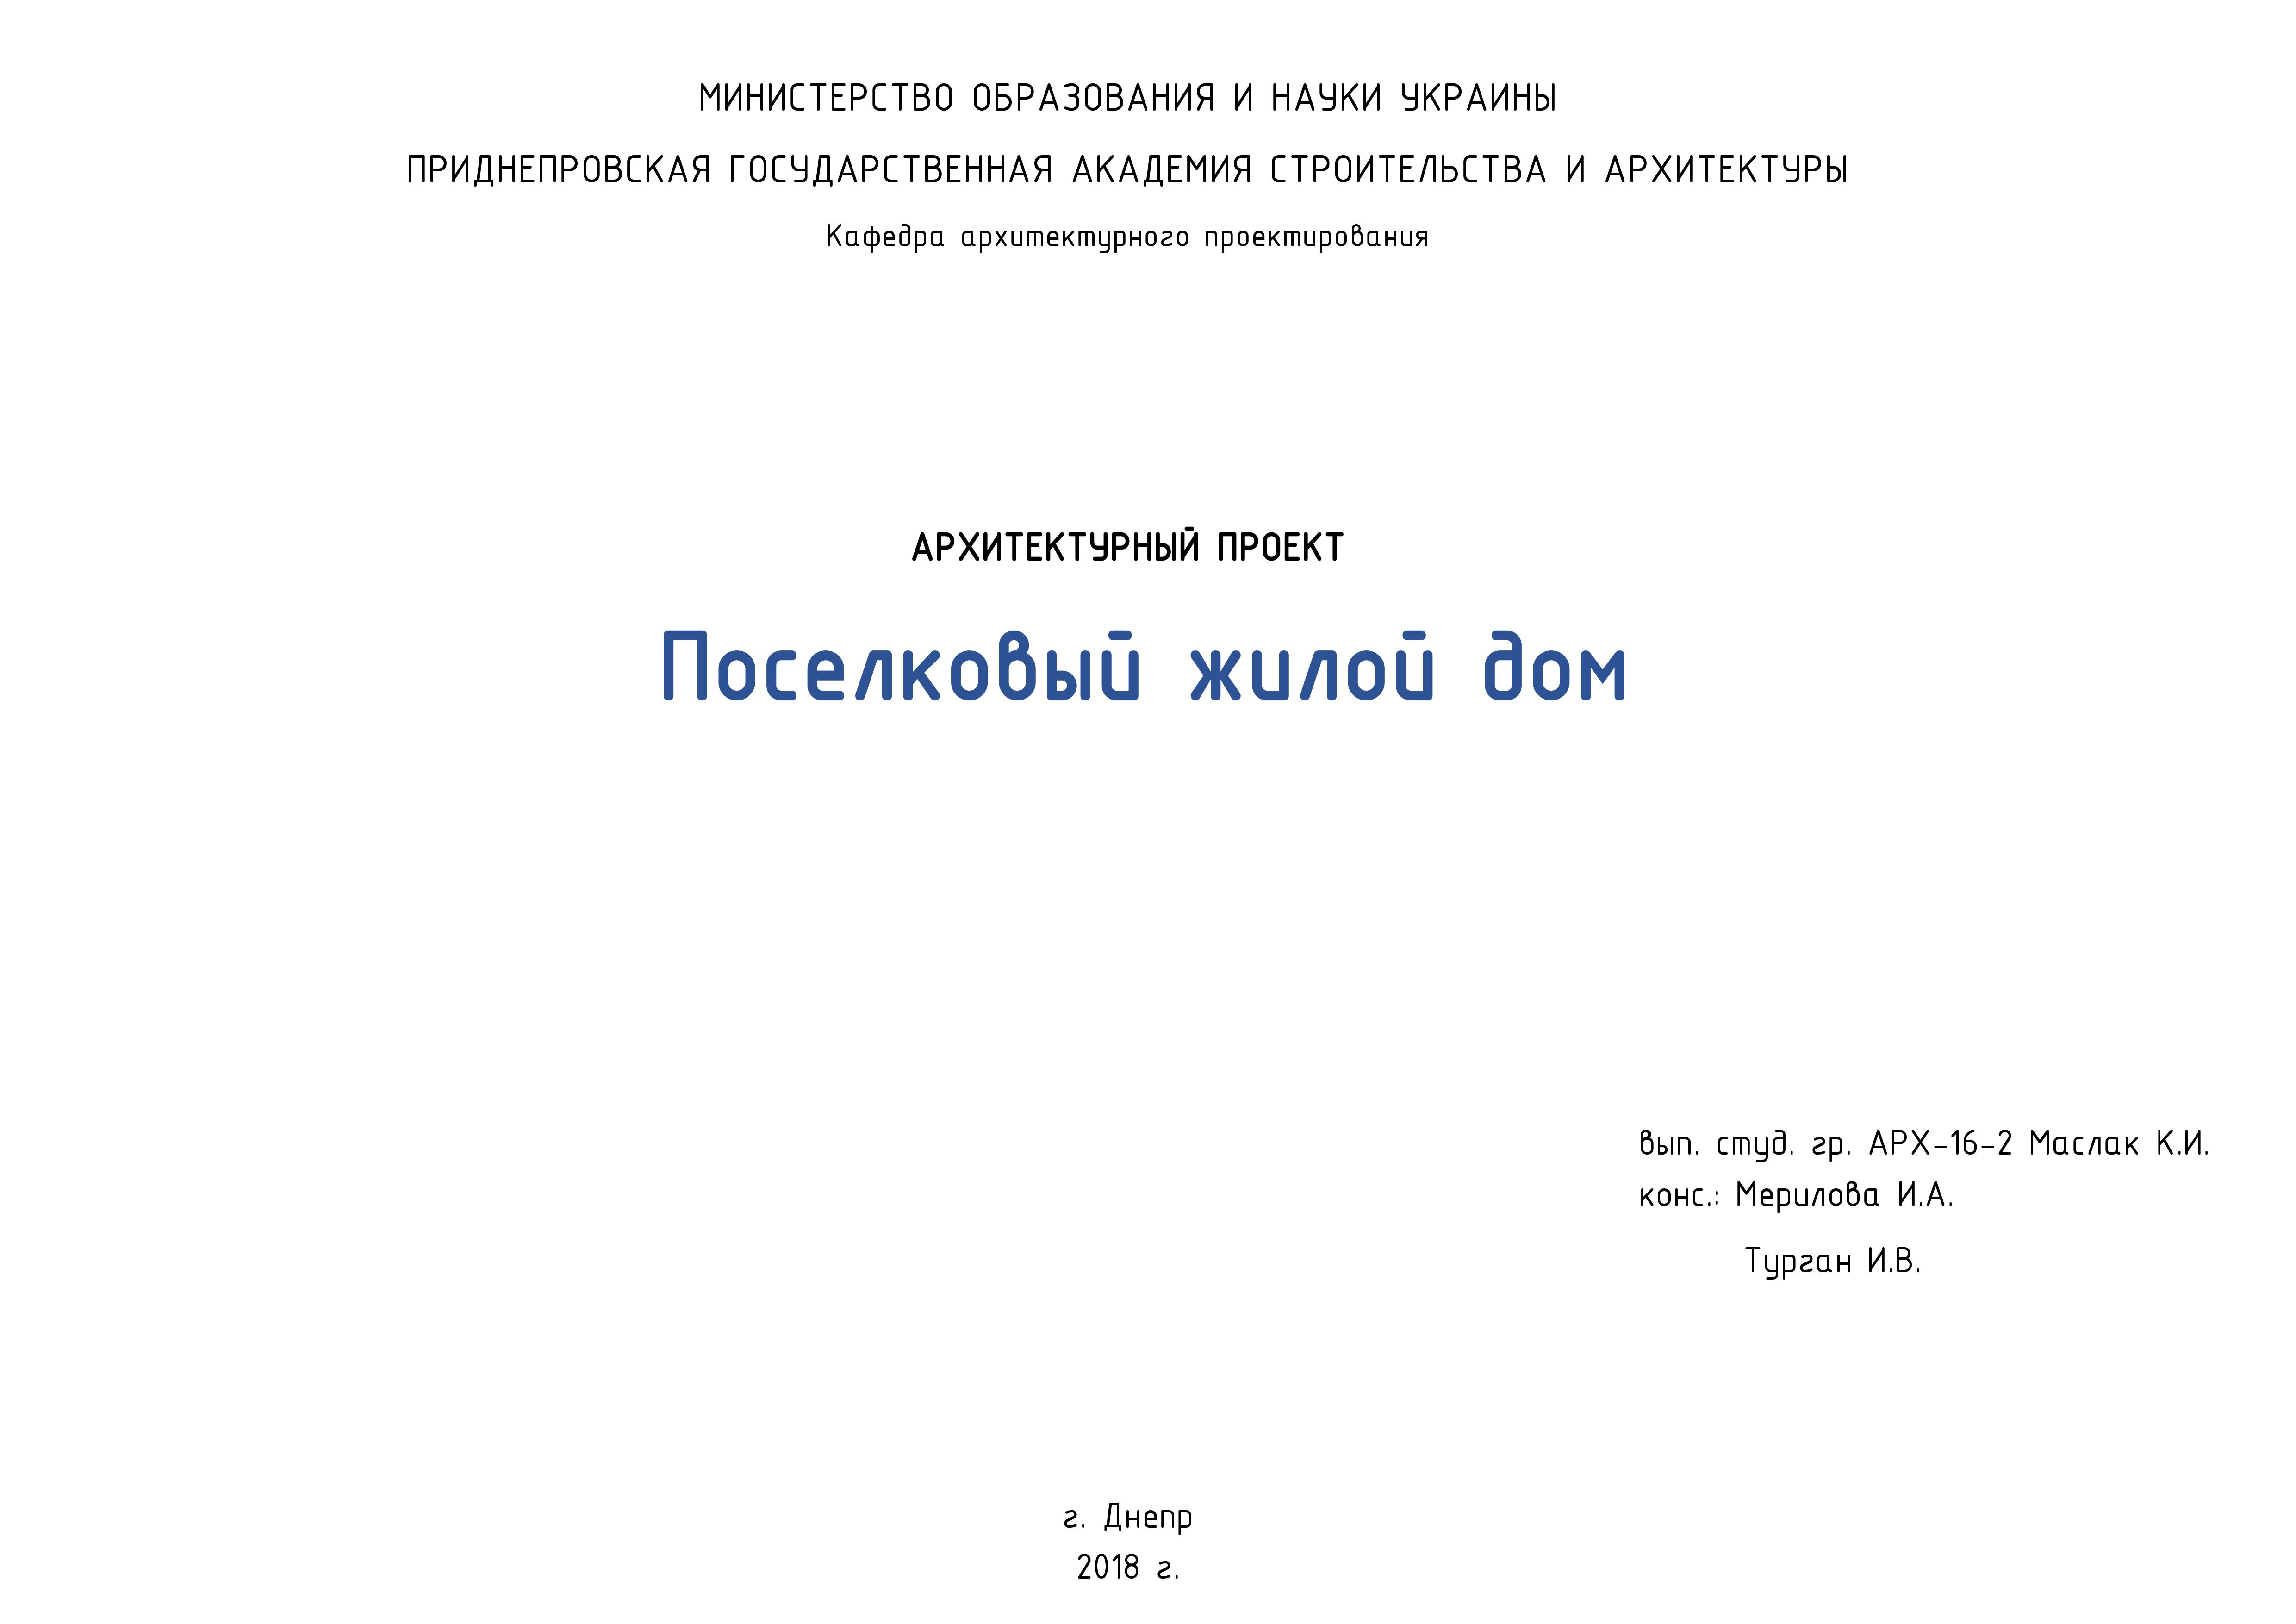 МИНИСТЕРСТВО ОБРАЗОВАНИЯ И НАУКИ УКРАИНЫ
ПРИДНЕПРОВСКАЯ ГОСУДАРСТВЕННАЯ АКАДЕМИЯ СТРОИТЕЛЬСТВА И АРХИТЕКТУРЫ
Кафедра архитектурного проектирования
АРХИТЕКТУРНЫЙ ПРОЕКТ
Поселковый жилой дом
вып. студ. гр. АРХ-16-2 Маслак К.И.
конс.: Мерилова И.А.
Турган И.В.
г. Днепр
2018 г.